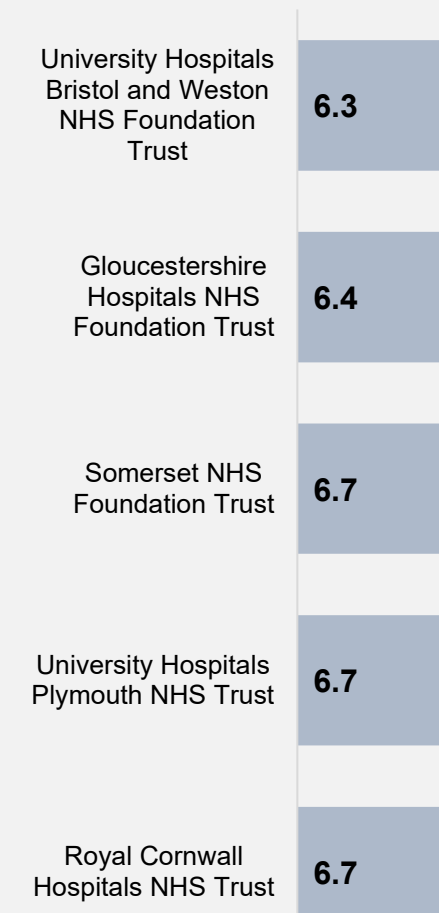 University Hospitals
Bristol and Weston
NHS Foundation
Trust
6.3
Gloucestershire
Hospitals NHS
Foundation Trust
6.4
Somerset NHS
Foundation Trust
6.7
University Hospitals
Plymouth NHS Trust
6.7
Royal Cornwall
Hospitals NHS Trust
6.7